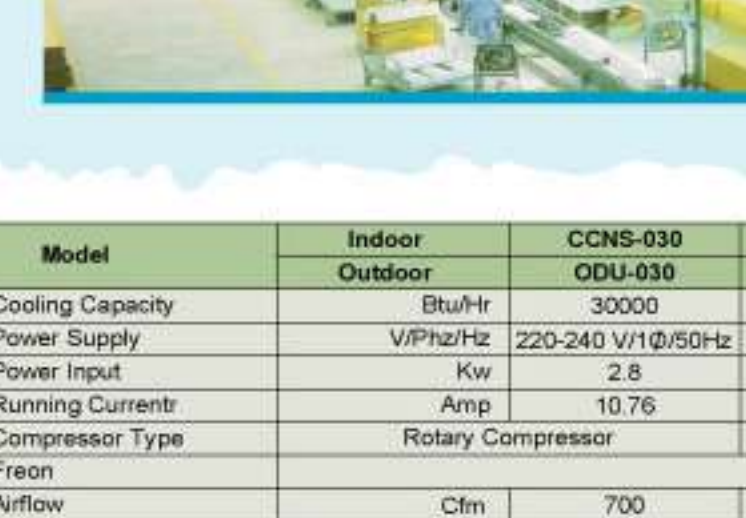 Model Indoor CCNS-030
Outdoor ODU-030
Cooling Capacity Btu/Hr 30000
Power Supply V/Phz/Hz 220-240 V/1Φ/50Hz
Power Input Kw 2.8
Running Currentr Amp 10.76
Compressor Type Rotary Compressor
Freon
Airflow Cfm 700